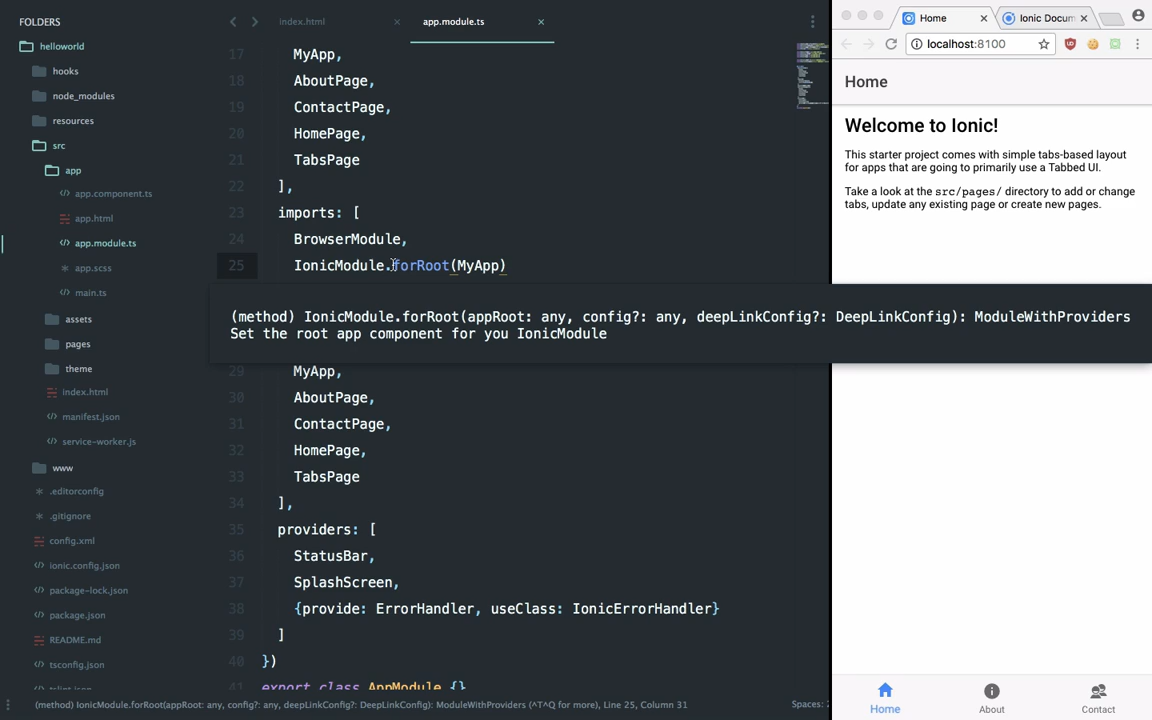 FOLDERS
helloworld
hooks
node_modules
resources
src
app
app.component.ts
app.html
app.module.ts
app.scss
main.ts
assets
pages
theme
index.html
manifest.json
service-worker.js
www
.editorconfig
.gitignore
config.xml
ionic.config.json
package-lock.json
package.json
README.md
tsconfig.json
tslint.json
index.html
app.module.ts
17 MyApp,
18 AboutPage,
19 ContactPage,
20 HomePage,
21 TabsPage
22 ],
23 imports: [
24 BrowserModule,
25 IonicModule.forRoot(MyApp)
(method) IonicModule.forRoot(appRoot: any, config?: any, deepLinkConfig?: DeepLinkConfig): ModuleWithProviders
Set the root app component for you IonicModule
29 MyApp,
30 AboutPage,
31 ContactPage,
32 HomePage,
33 TabsPage
34 ],
35 providers: [
36 StatusBar,
37 SplashScreen,
38 {provide: ErrorHandler, useClass: IonicErrorHandler}
39 ]
40 })
41 export class AppModule {}
(method) IonicModule.forRoot(appRoot: any, config?: any, deepLinkConfig?: DeepLinkConfig): ModuleWithProviders (^T^Q for more), Line 25, Column 31
Spaces:
Home
Ionic Docum
localhost:8100
Home
Welcome to Ionic!
This starter project comes with simple tabs-based layout
for apps that are going to primarily use a Tabbed UI.
Take a look at the src/pages/ directory to add or change
tabs, update any existing page or create new pages.
Home
About
Contact